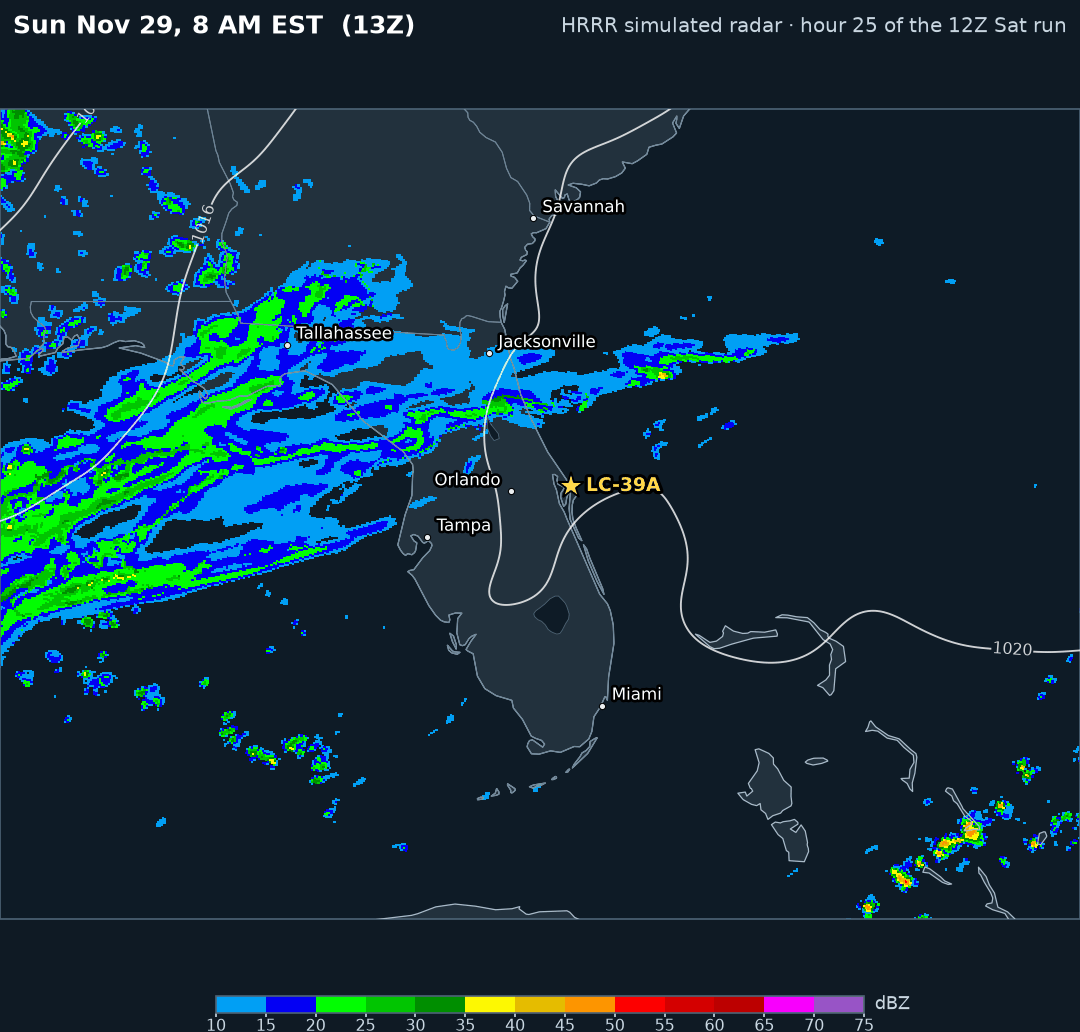 Sun Nov 29, 8 AM EST (13Z)
HRRR simulated radar · hour 25 of the 12Z Sat run
Savannah
1016
Tallahassee
Jacksonville
Orlando
LC-39A
Tampa
1020
Miami
dBZ
10 15 20 25 30 35 40 45 50 55 60 65 70 75